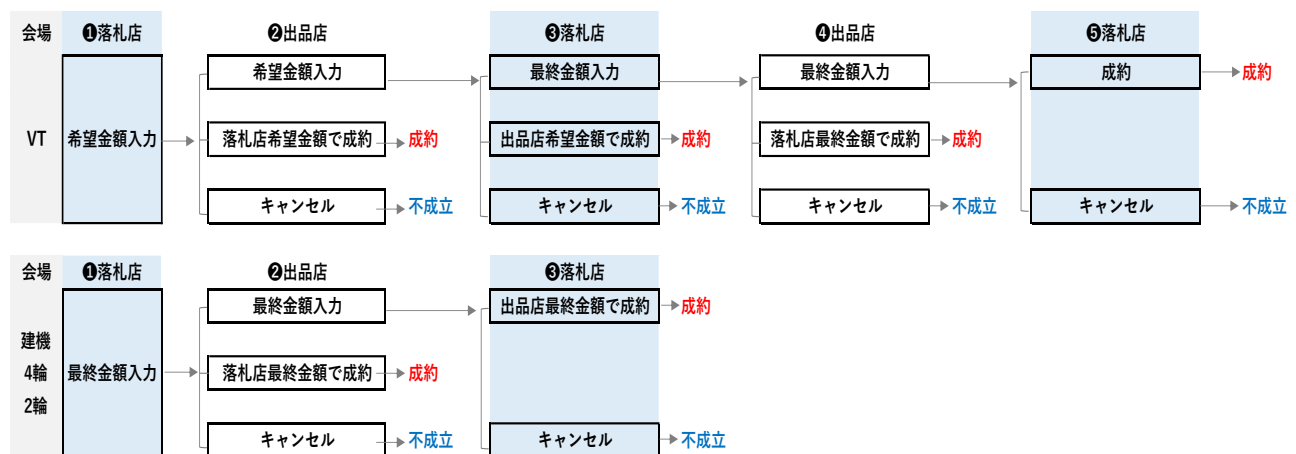 会場 ❶落札店 ❷出品店 ❸落札店 ❹出品店 ❺落札店
希望金額入力 最終金額入力 最終金額入力 成約 成約
VT 希望金額入力 落札店希望金額で成約 成約 出品店希望金額で成約 成約 落札店最終金額で成約 成約
キャンセル 不成立 キャンセル 不成立 キャンセル 不成立 キャンセル 不成立
会場 ❶落札店 ❷出品店 ❸落札店
最終金額入力 出品店最終金額で成約 成約
建機
4輪 最終金額入力 落札店最終金額で成約 成約
2輪
キャンセル 不成立 キャンセル 不成立